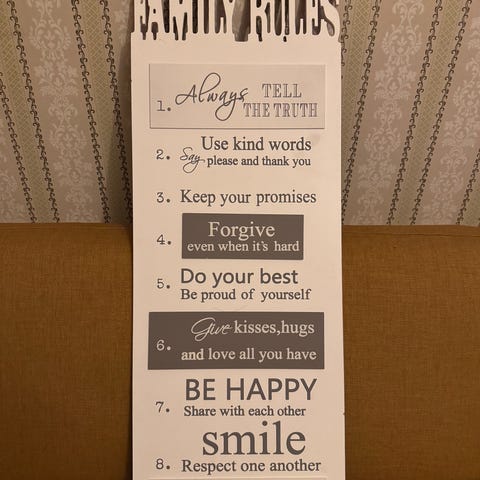 FAMILY RULES
1. Always TELL
THE TRUTH
2. Use kind words
Say please and thank you
3. Keep your promises
4. Forgive
even when it's hard
5. Do your best
Be proud of yourself
6. Give kisses,hugs
and love all you have
7. BE HAPPY
Share with each other
smile
8. Respect one another